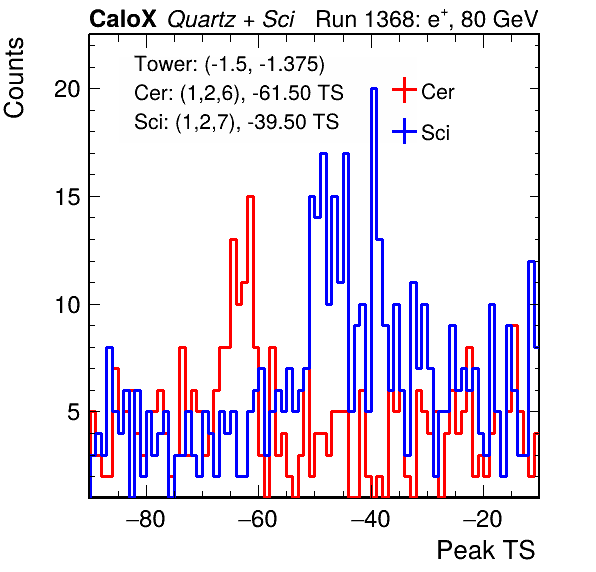 CaloX Quartz + Sci Run 1368: e+, 80 GeV
Counts
Tower: (-1.5, -1.375)
Cer: (1,2,6), -61.50 TS
Sci: (1,2,7), -39.50 TS
Cer
Sci
20
15
10
5
−80 −60 −40 −20
Peak TS